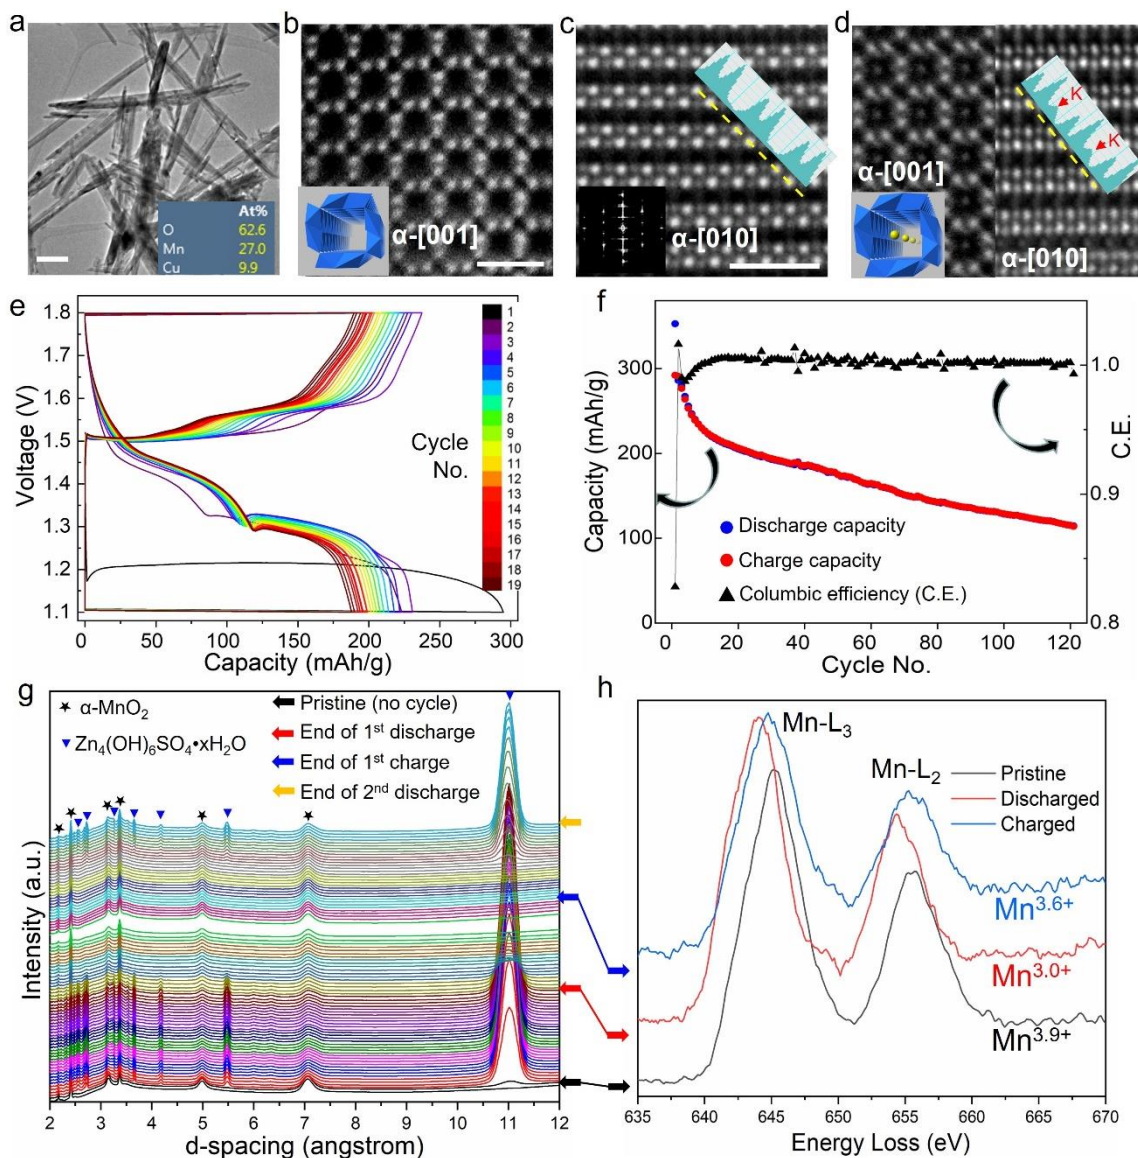 a
At%
O 62.6
Mn 27.0
Cu 9.9
b
α-[001]
c
α-[010]
d
K
K
α-[001]
α-[010]
e
1.8
1.7
1.6
1.5
1.4
1.3
1.2
1.1
Voltage (V)
Cycle
No.
1
2
3
4
5
6
7
8
9
10
11
12
13
14
15
16
17
18
19
0 50 100 150 200 250 300
Capacity (mAh/g)
f
300
200
100
0
Capacity (mAh/g)
1.0
0.9
0.8
C.E.
Discharge capacity
Charge capacity
Columbic efficiency (C.E.)
0 20 40 60 80 100 120
Cycle No.
g
α-MnO2
Zn4(OH)6SO4•xH2O
Pristine (no cycle)
End of 1st discharge
End of 1st charge
End of 2nd discharge
Intensity (a.u.)
2 3 4 5 6 7 8 9 10 11 12
d-spacing (angstrom)
h
Mn-L3
Mn-L2
Pristine
Discharged
Charged
Mn3.6+
Mn3.0+
Mn3.9+
635 640 645 650 655 660 665 670
Energy Loss (eV)